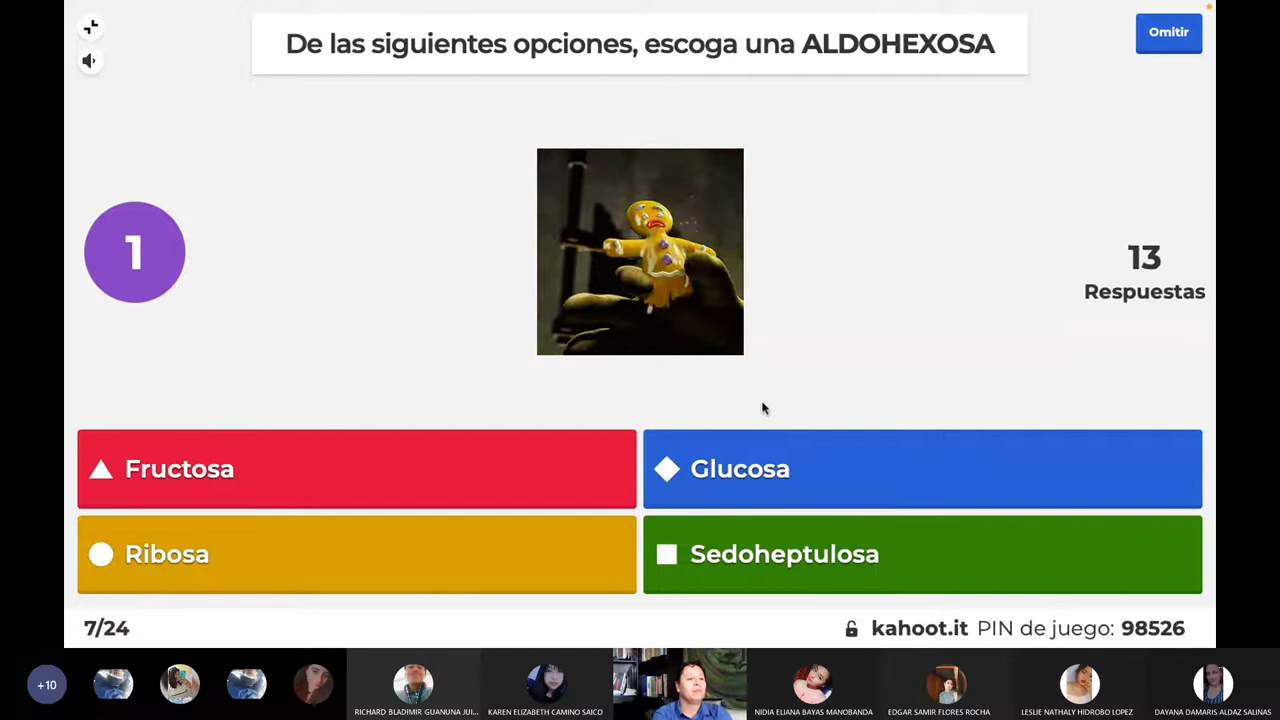 De las siguientes opciones, escoga una ALDOHEXOSA
Omitir
1
13
Respuestas
Fructosa
Glucosa
Ribosa
Sedoheptulosa
7/24
kahoot.it PIN de juego: 98526
+10
RICHARD BLADIMIR GUANUNA JUI...
KAREN ELIZABETH CAMINO SAICO
NIDIA ELIANA BAYAS MANOBANDA
EDGAR SAMIR FLORES ROCHA
LESLIE NATHALY HIDROBO LOPEZ
DAYANA DAMARIS ALDAZ SALINAS